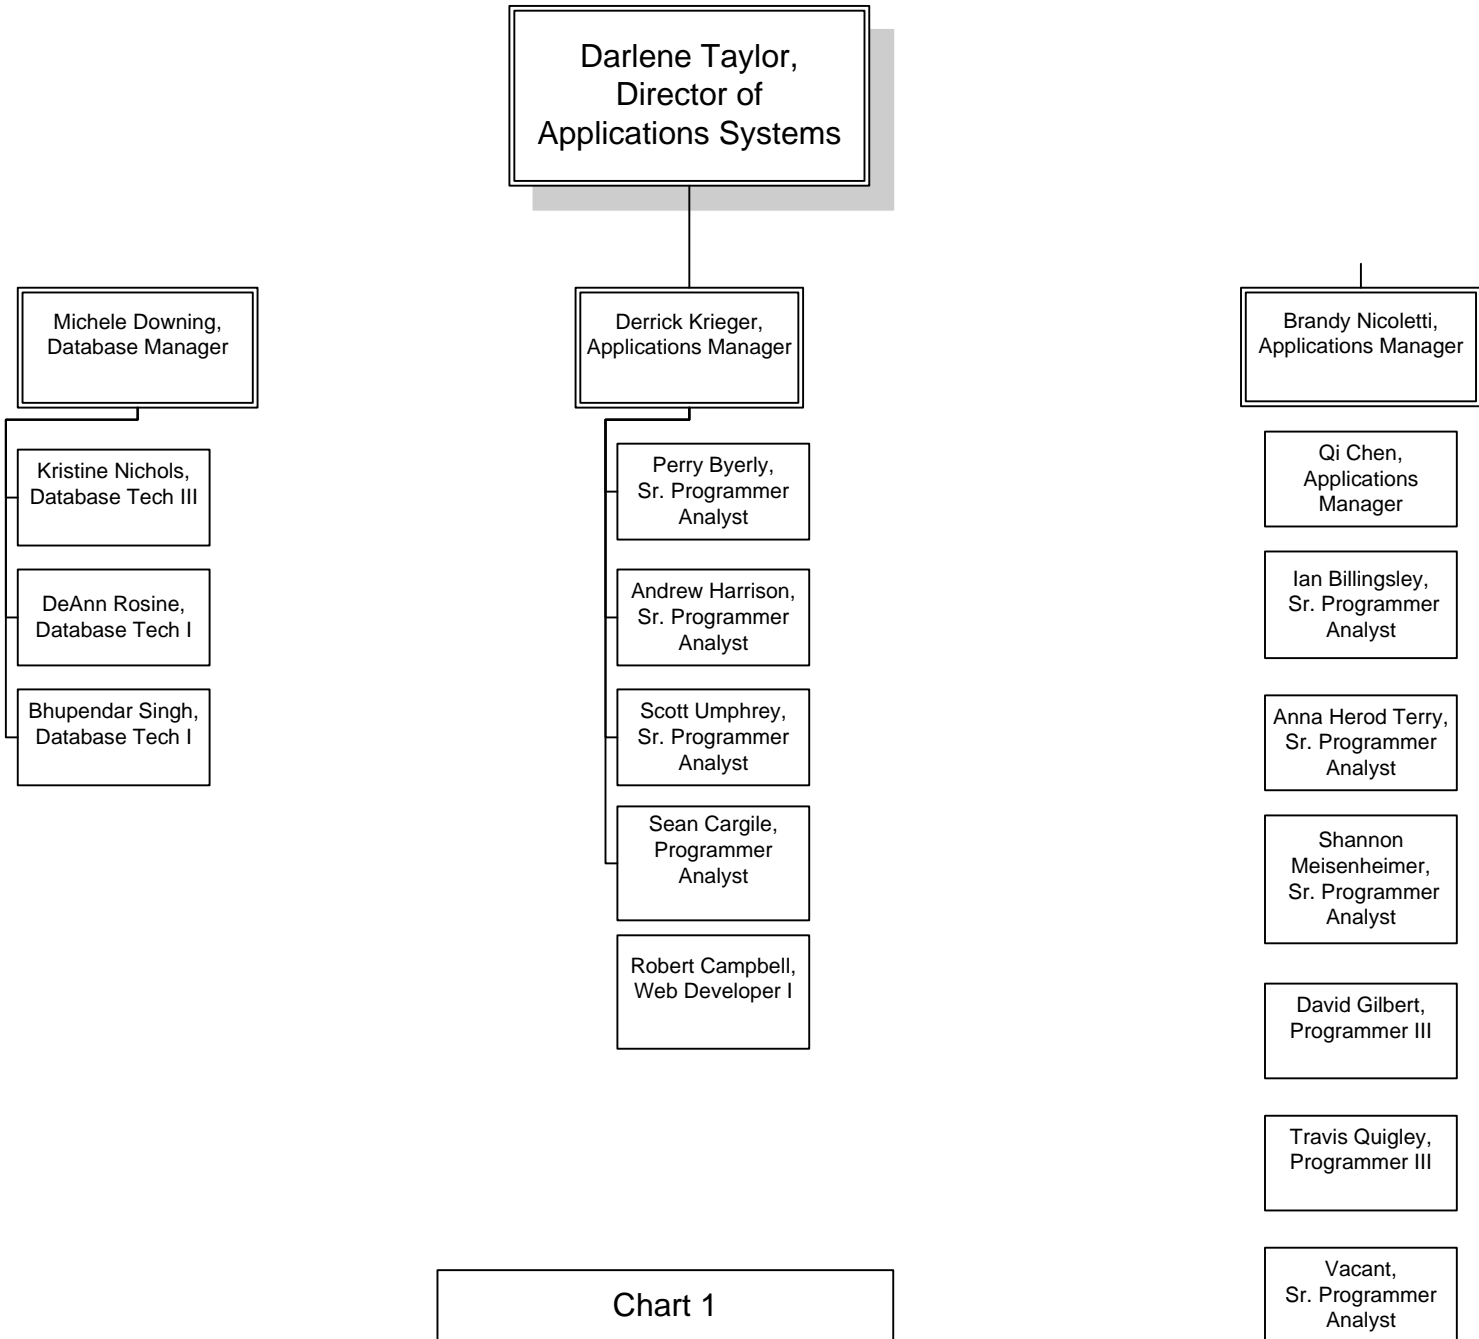 Darlene Taylor,
Director of
Applications Systems
Michele Downing,
Database Manager
Kristine Nichols,
Database Tech III
DeAnn Rosine,
Database Tech I
Bhupendar Singh,
Database Tech I
Derrick Krieger,
Applications Manager
Perry Byerly,
Sr. Programmer
Analyst
Andrew Harrison,
Sr. Programmer
Analyst
Scott Umphrey,
Sr. Programmer
Analyst
Sean Cargile,
Programmer
Analyst
Robert Campbell,
Web Developer I
Brandy Nicoletti,
Applications Manager
Qi Chen,
Applications
Manager
Ian Billingsley,
Sr. Programmer
Analyst
Anna Herod Terry,
Sr. Programmer
Analyst
Shannon
Meisenheimer,
Sr. Programmer
Analyst
David Gilbert,
Programmer III
Travis Quigley,
Programmer III
Vacant,
Sr. Programmer
Analyst
Chart 1